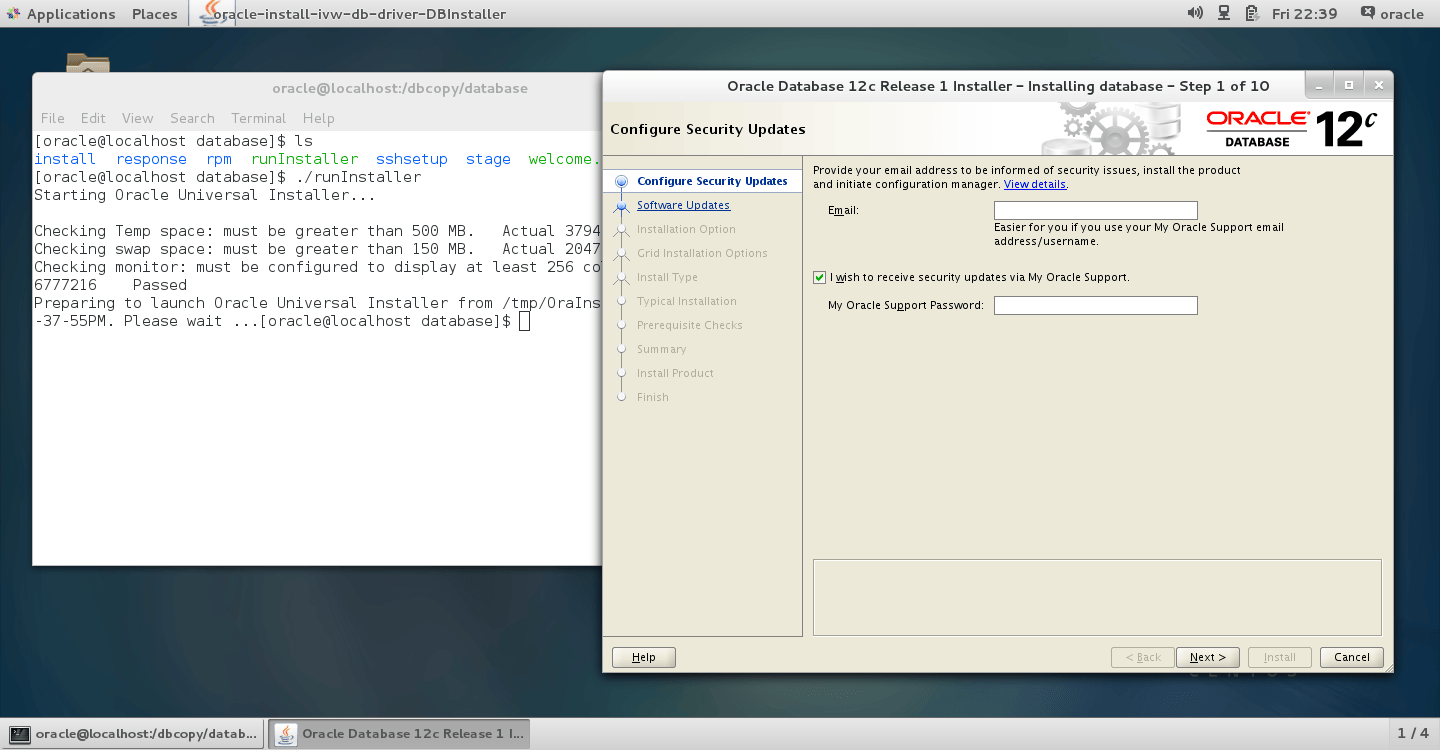 Applications Places oracle-install-ivw-db-driver-DBInstaller Fri 22:39 oracle
oracle@localhost:/dbcopy/database
File Edit View Search Terminal Help
[oracle@localhost database]$ ls
install response rpm runInstaller sshsetup stage welcome.
[oracle@localhost database]$ ./runInstaller
Starting Oracle Universal Installer...
Checking Temp space: must be greater than 500 MB. Actual 3794
Checking swap space: must be greater than 150 MB. Actual 2047
Checking monitor: must be configured to display at least 256 co
6777216 Passed
Preparing to launch Oracle Universal Installer from /tmp/OraIns
-37-55PM. Please wait ...[oracle@localhost database]$
Oracle Database 12c Release 1 Installer - Installing database - Step 1 of 10
Configure Security Updates
ORACLE
DATABASE
12c
Configure Security Updates
Software Updates
Installation Option
Grid Installation Options
Install Type
Typical Installation
Prerequisite Checks
Summary
Install Product
Finish
Provide your email address to be informed of security issues, install the product
and initiate configuration manager. View details.
Email:
Easier for you if you use your My Oracle Support email
address/username.
I wish to receive security updates via My Oracle Support.
My Oracle Support Password:
Help < Back Next > Install Cancel
oracle@localhost:/dbcopy/datab... Oracle Database 12c Release 1 I... 1 / 4